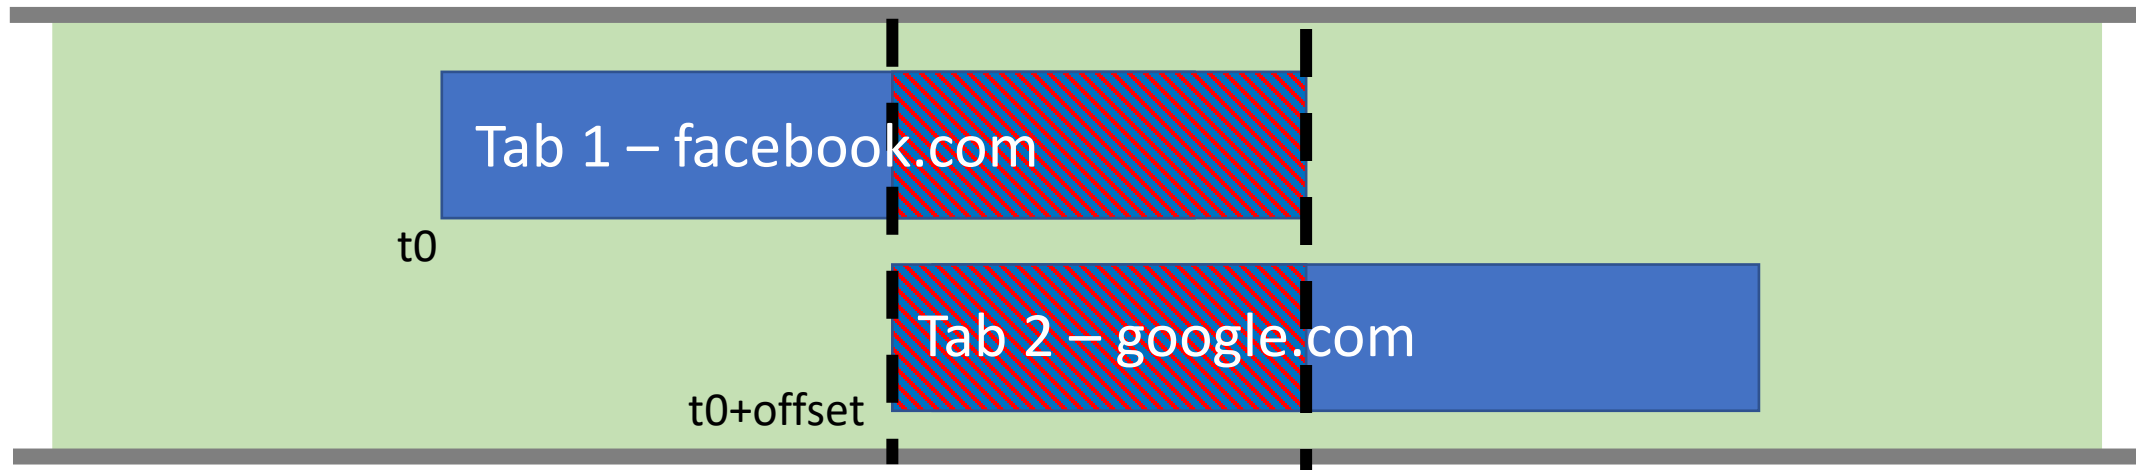 Tab 1 – facebook.com
t0
Tab 2 – google.com
t0+offset